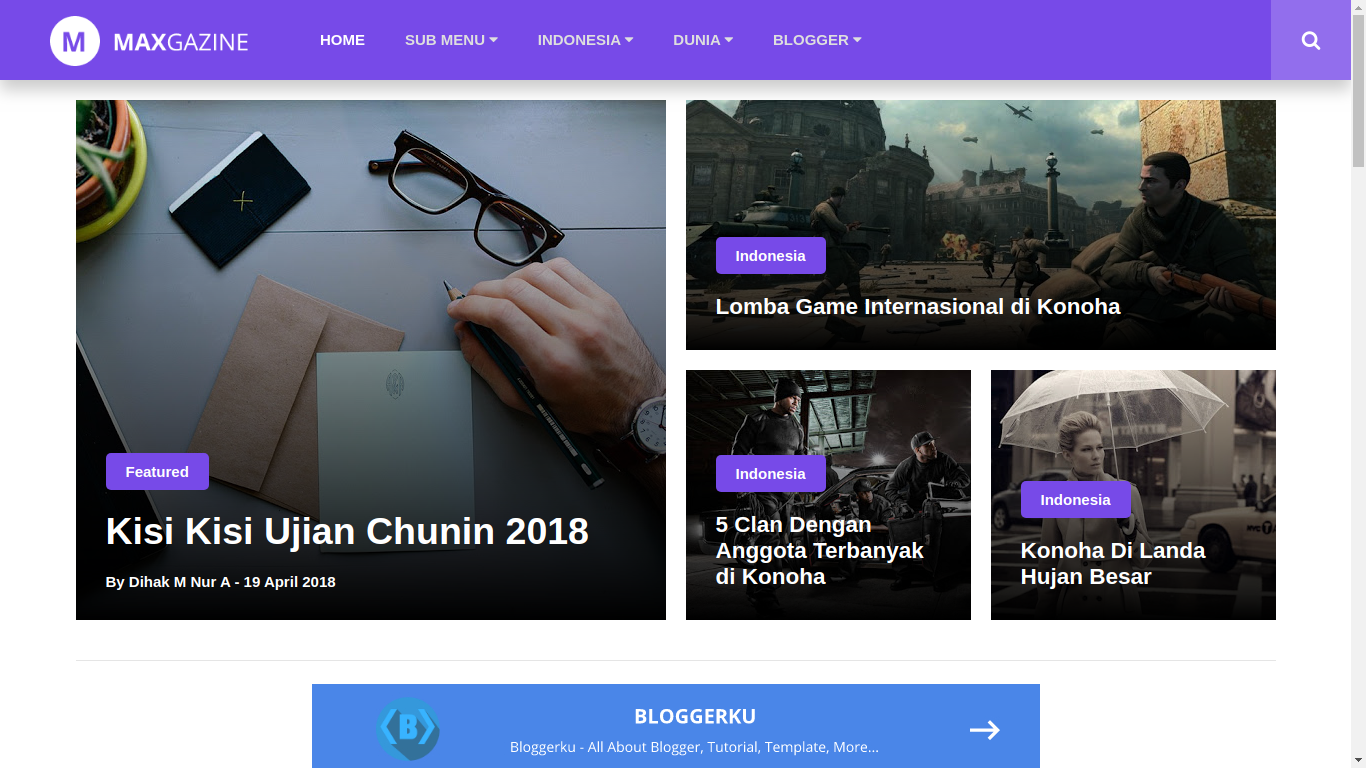 M MAXGAZINE
HOME SUB MENU INDONESIA DUNIA BLOGGER
Featured
Kisi Kisi Ujian Chunin 2018
By Dihak M Nur A - 19 April 2018
Indonesia
Lomba Game Internasional di Konoha
Indonesia
5 Clan Dengan
Anggota Terbanyak
di Konoha
Indonesia
Konoha Di Landa
Hujan Besar
B
BLOGGERKU
Bloggerku - All About Blogger, Tutorial, Template, More...